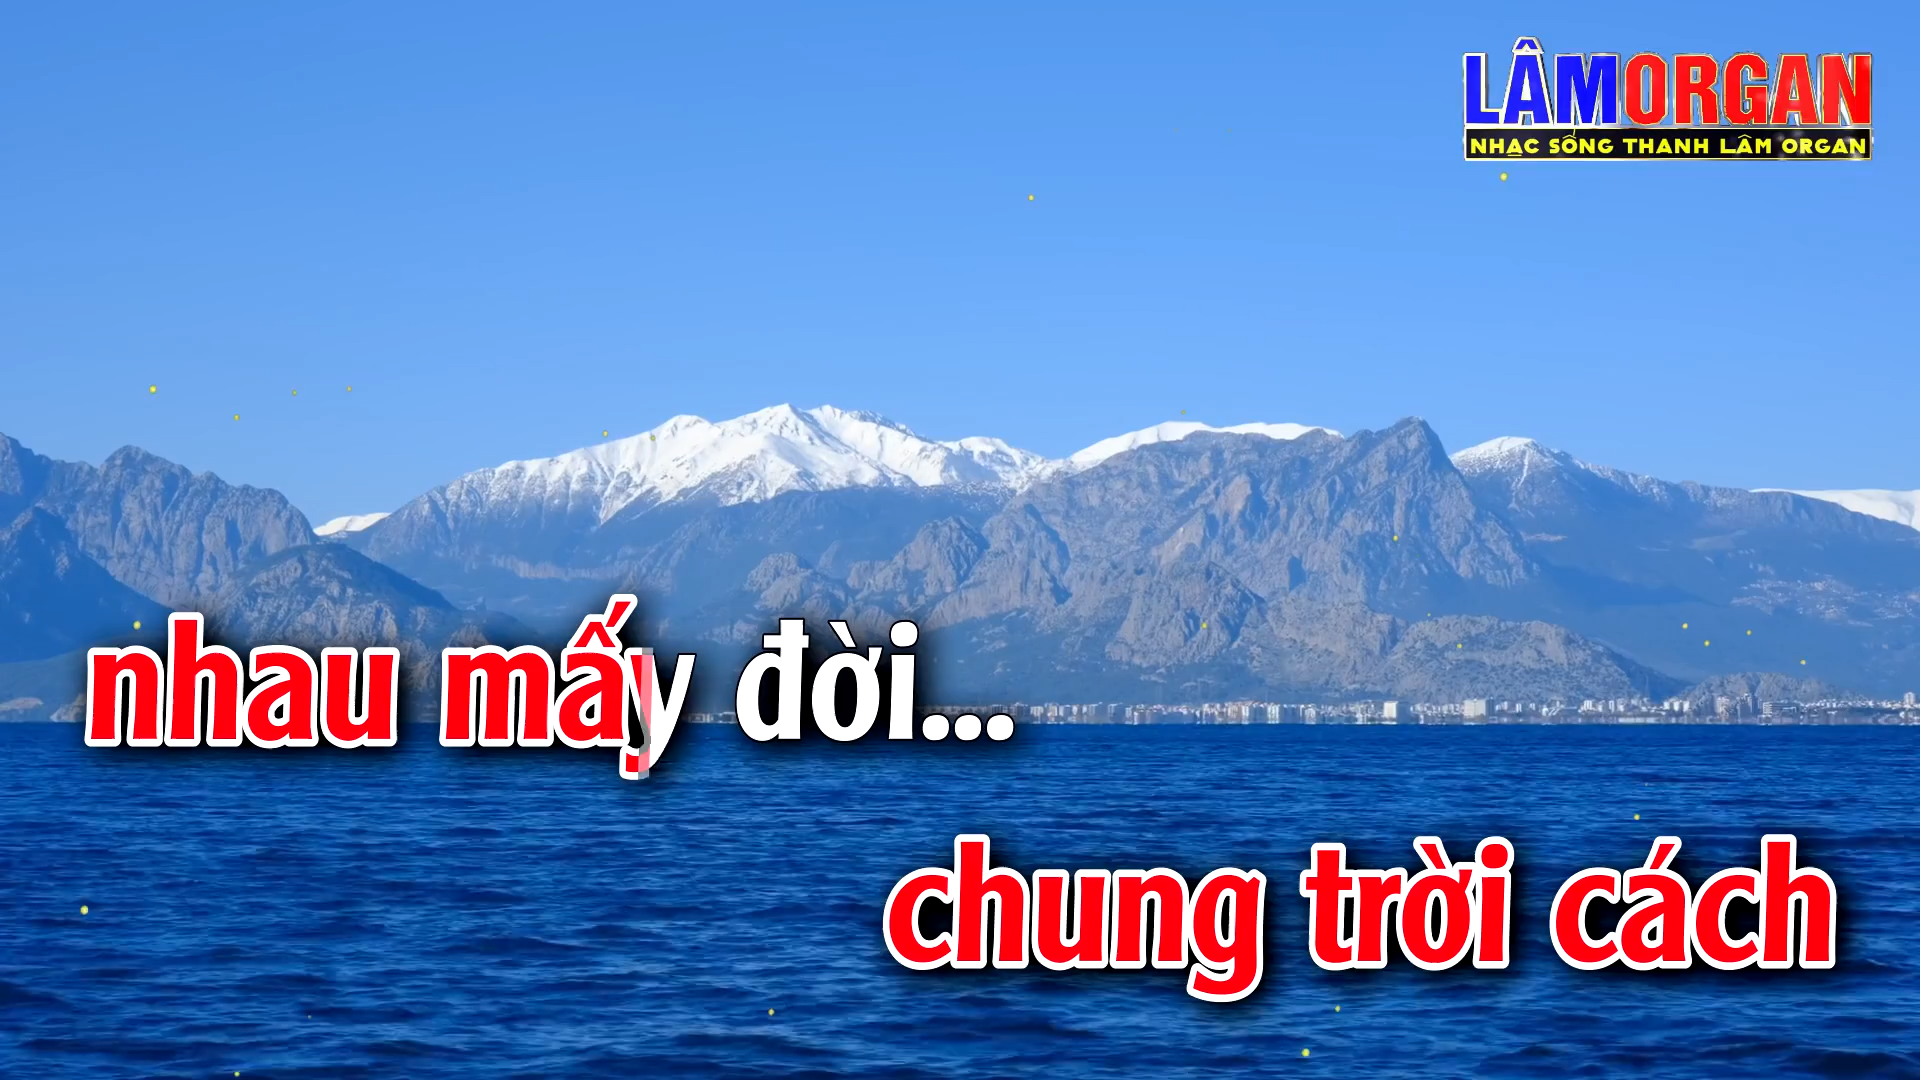 LÂMORGAN
NHẠC SỐNG THANH LÂM ORGAN
nhau mấy đời...
chung trời cách